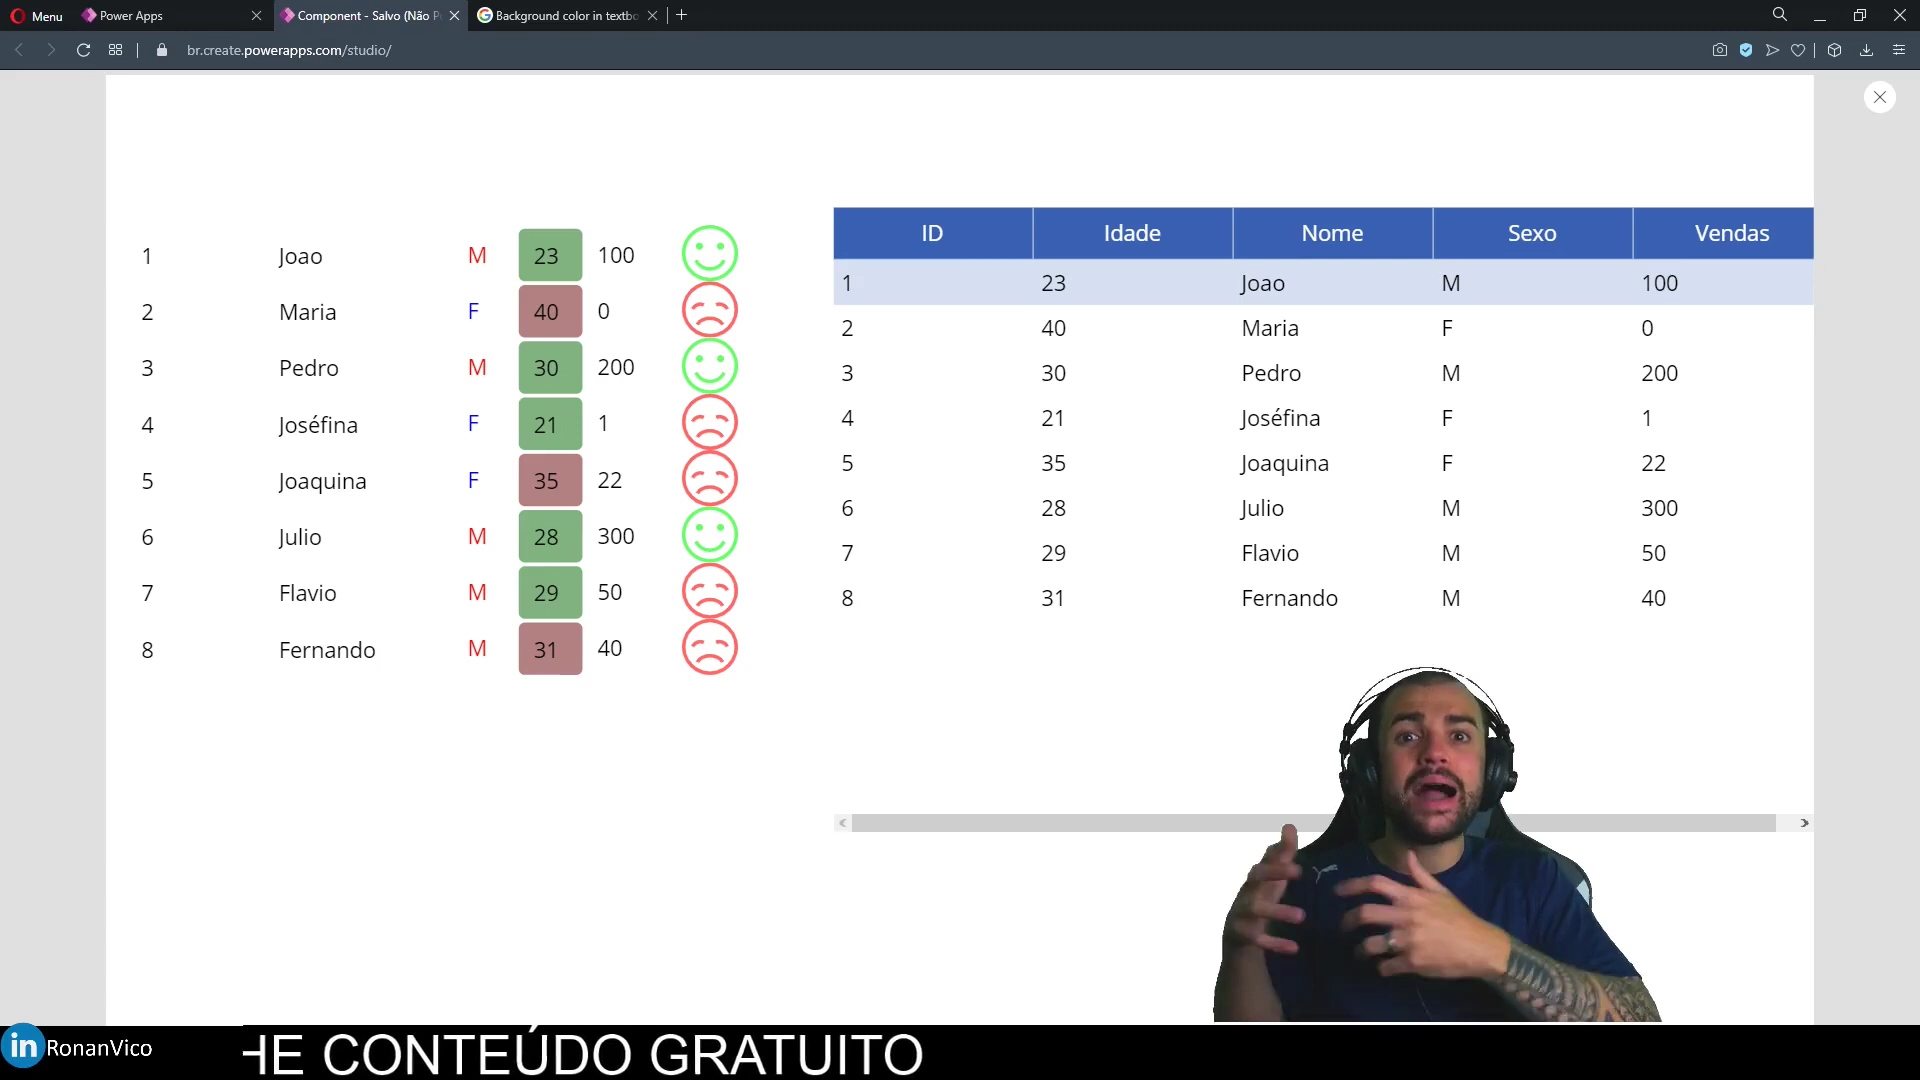 Menu
Power Apps
Component - Salvo (Não P
Background color in textbo
br.create.powerapps.com/studio/
1 Joao M 23 100
2 Maria F 40 0
3 Pedro M 30 200
4 Joséfina F 21 1
5 Joaquina F 35 22
6 Julio M 28 300
7 Flavio M 29 50
8 Fernando M 31 40
ID Idade Nome Sexo Vendas
1 23 Joao M 100
2 40 Maria F 0
3 30 Pedro M 200
4 21 Joséfina F 1
5 35 Joaquina F 22
6 28 Julio M 300
7 29 Flavio M 50
8 31 Fernando M 40
in RonanVico
HE CONTEÚDO GRATUITO